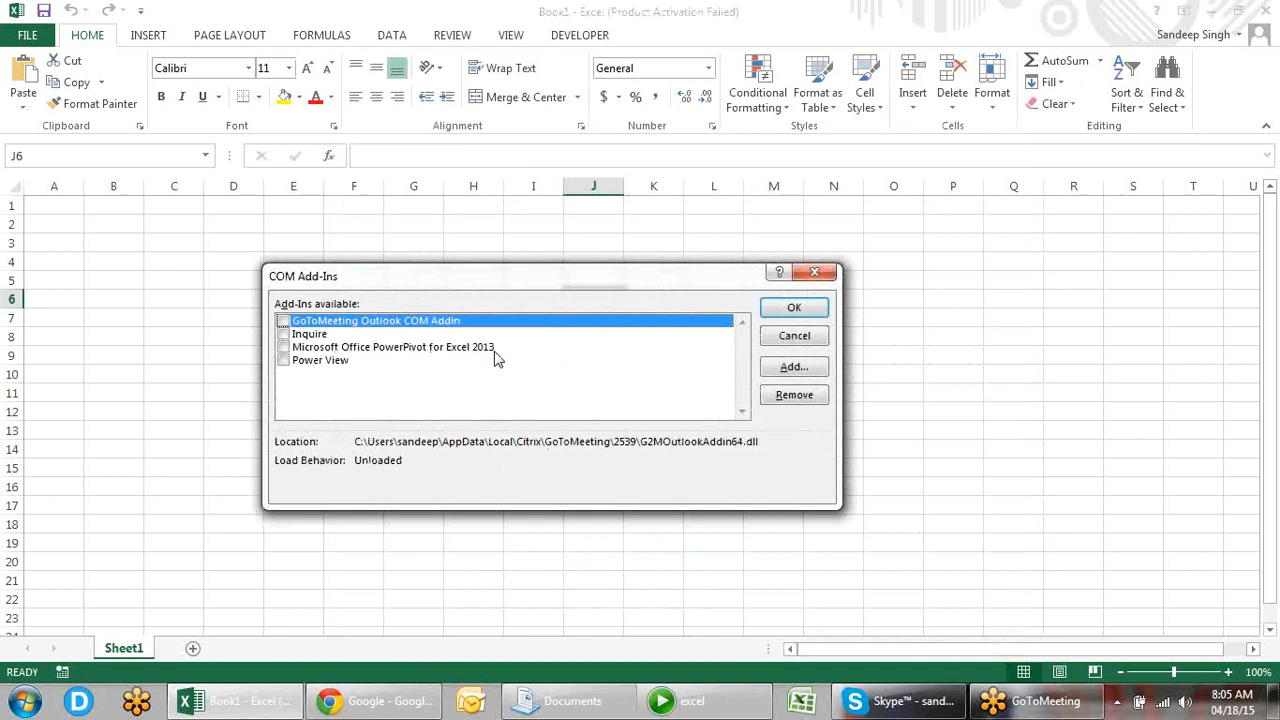 Book1 - Excel (Product Activation Failed)
FILE HOME INSERT PAGE LAYOUT FORMULAS DATA REVIEW VIEW DEVELOPER Sandeep Singh
Paste
Cut
Copy
Format Painter
Clipboard
Calibri 11
B I U
Font
Wrap Text
Merge & Center
Alignment
General
$ % ,
Number
Conditional Formatting
Format as Table
Cell Styles
Styles
Insert
Delete
Format
Cells
AutoSum
Fill
Clear
Sort & Filter
Find & Select
Editing
J6
fx
A B C D E F G H I J K L M N O P Q R S T U
1
2
3
4
5
6
7
8
9
10
11
12
13
14
15
16
17
18
19
20
21
22
23
COM Add-Ins
Add-Ins available:
GoToMeeting Outlook COM Addin
Inquire
Microsoft Office PowerPivot for Excel 2013
Power View
OK
Cancel
Add...
Remove
Location: C:\Users\sandeep\AppData\Local\Citrix\GoToMeeting\2539\G2MOutlookAddin64.dll
Load Behavior: Unloaded
Sheet1
READY
100%
Book1 - Excel (...
Google - Googl...
Documents
excel
Skype™ - sand...
GoToMeeting
8:05 AM
04/18/15